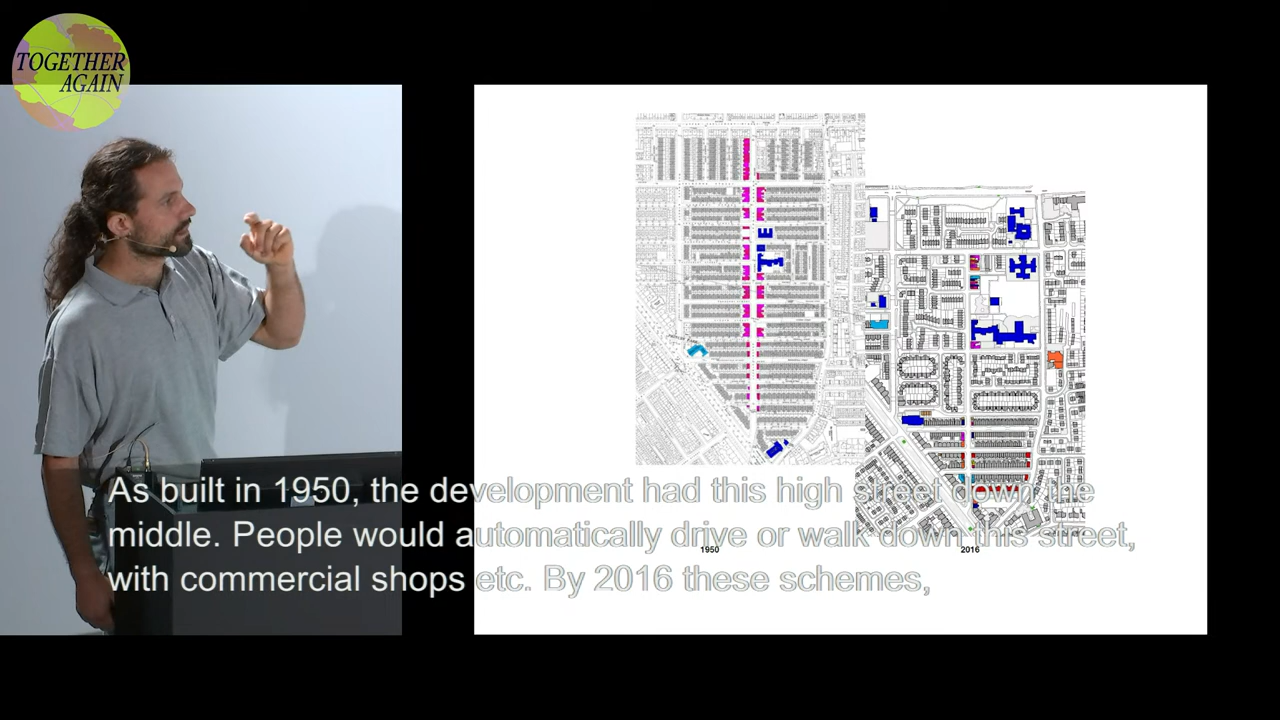 TOGETHER
AGAIN
As built in 1950, the development had this high street down the
middle. People would automatically drive or walk down this street,
with commercial shops etc. By 2016 these schemes,
1950
2016